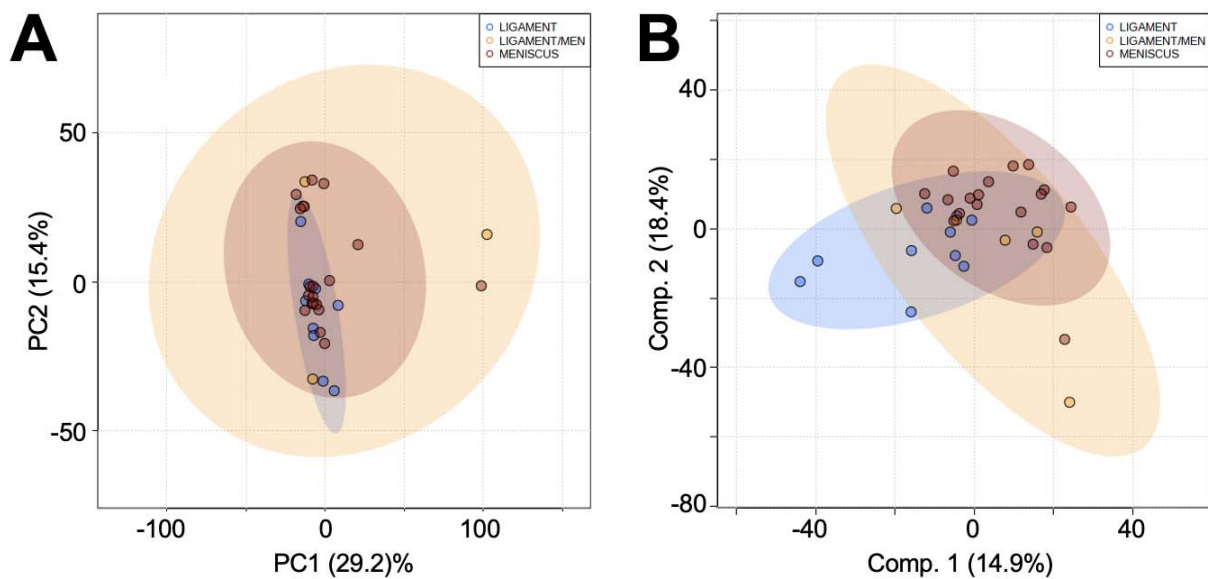 A
LIGAMENT
LIGAMENT/MEN
MENISCUS
50
0
-50
PC2 (15.4%)
-100
0
100
PC1 (29.2)%
B
LIGAMENT
LIGAMENT/MEN
MENISCUS
40
0
-40
-80
Comp. 2 (18.4%)
-40
0
40
Comp. 1 (14.9%)